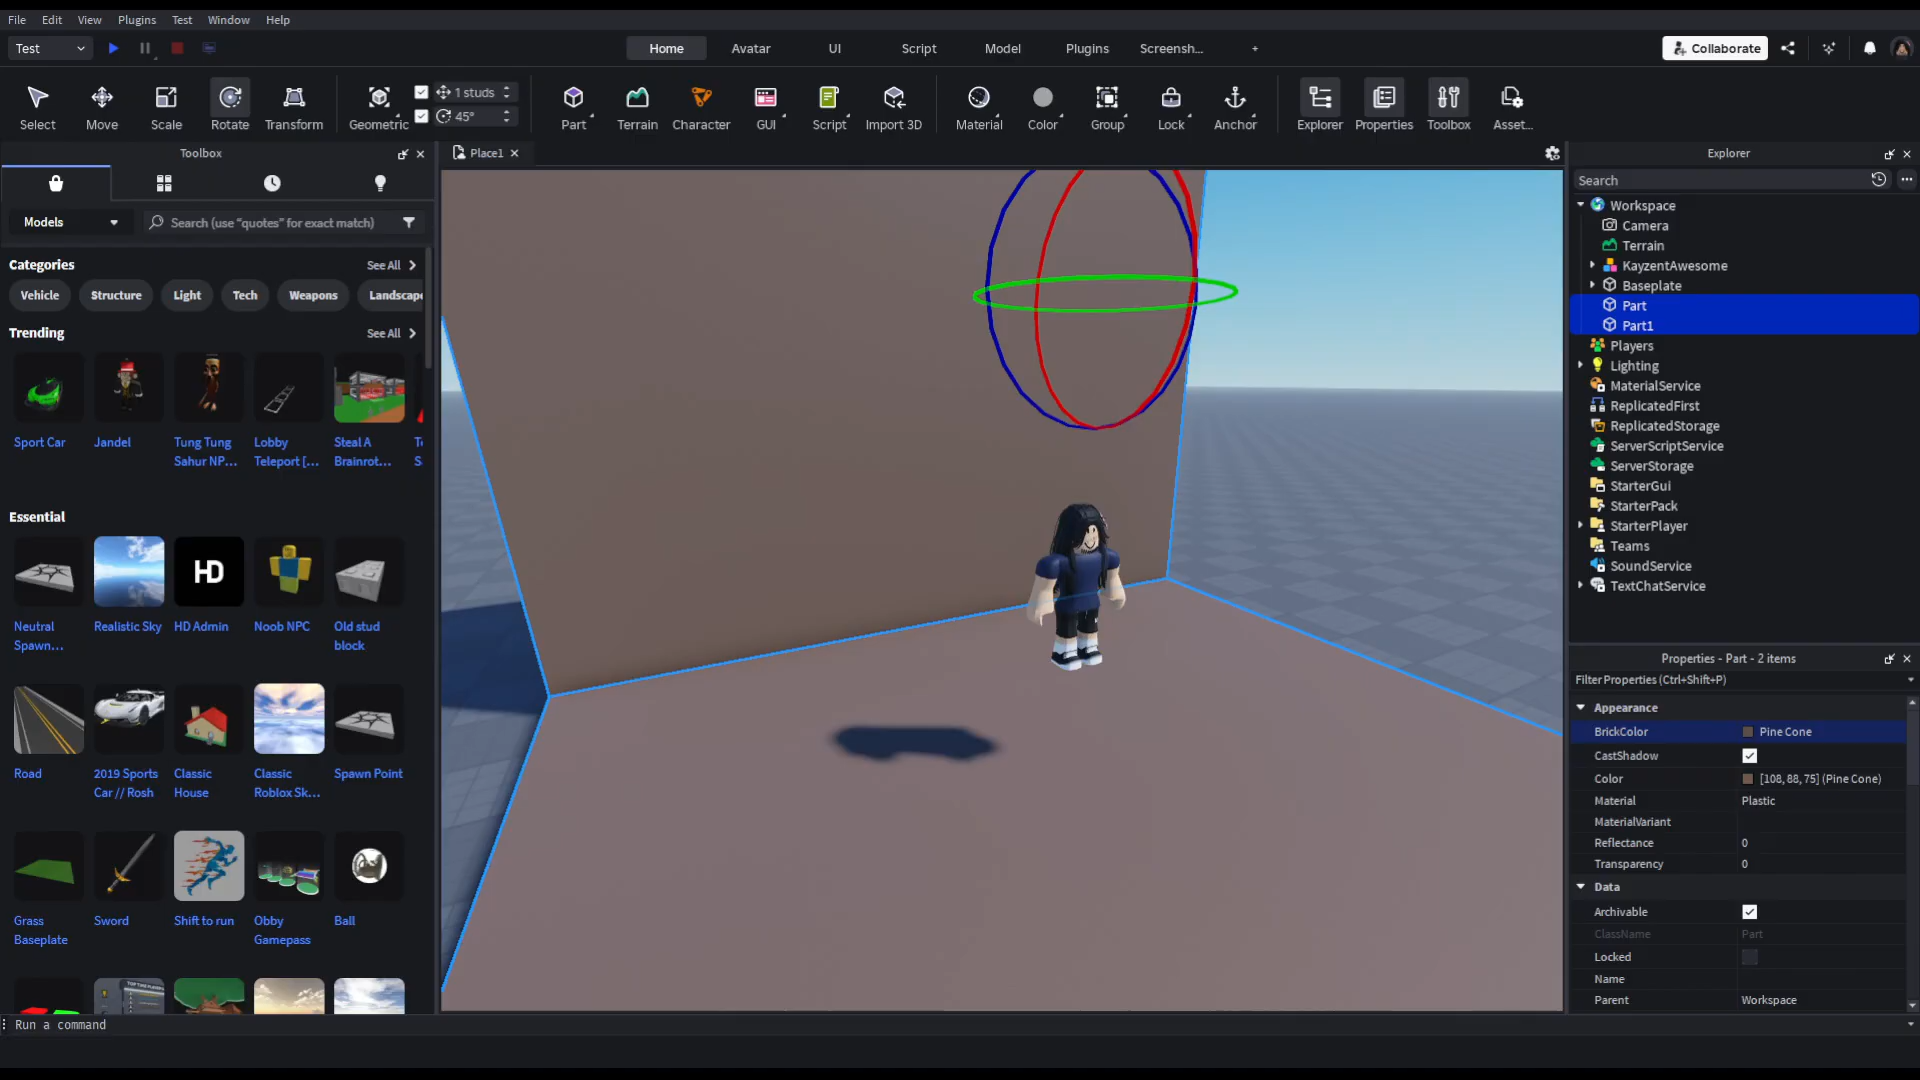 File Edit View Plugins Test Window Help
Test Home Avatar UI Script Model Plugins Screensh... + Collaborate
1 studs
45°
Select Move Scale Rotate Transform Geometric Part Terrain Character GUI Script Import 3D Material Color Group Lock Anchor Explorer Properties Toolbox Asset...
Toolbox
Models
Search (use “quotes” for exact match)
Categories See All
Vehicle Structure Light Tech Weapons Landscape
Trending See All
Sport Car
Jandel
Tung Tung
Sahur NP...
Lobby
Teleport [...
Steal A
Brainrot...
Essential
HD
Neutral
Spawn...
Realistic Sky
HD Admin
Noob NPC
Old stud
block
Road
2019 Sports
Car // Rosh
Classic
House
Classic
Roblox Sk...
Spawn Point
Grass
Baseplate
Sword
Shift to run
Obby
Gamepass
Ball
Run a command
Place1
Explorer
Search
Workspace
Camera
Terrain
KayzentAwesome
Baseplate
Part
Part1
Players
Lighting
MaterialService
ReplicatedFirst
ReplicatedStorage
ServerScriptService
ServerStorage
StarterGui
StarterPack
StarterPlayer
Teams
SoundService
TextChatService
Properties - Part - 2 items
Filter Properties (Ctrl+Shift+P)
Appearance
BrickColor Pine Cone
CastShadow
Color [108, 88, 75] (Pine Cone)
Material Plastic
MaterialVariant
Reflectance 0
Transparency 0
Data
Archivable
ClassName Part
Locked
Name
Parent Workspace